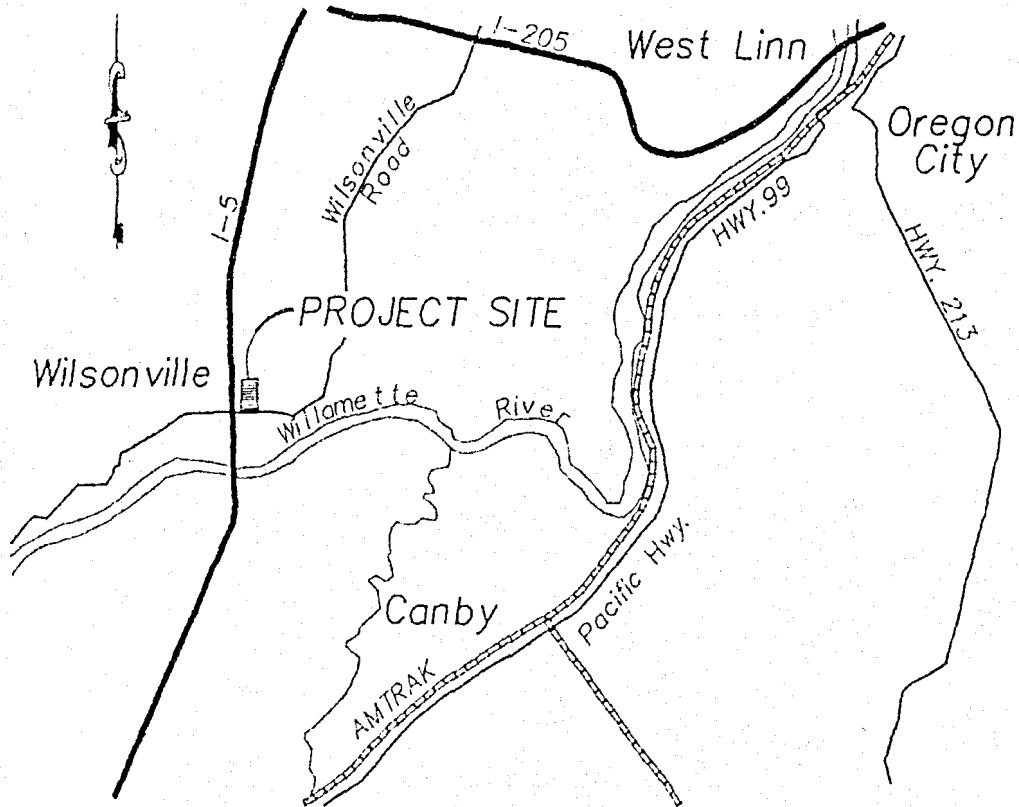 I-205
West Linn
Oregon
City
Wilsonville
Road
HWY. 99
I-5
HWY. 213
PROJECT SITE
Wilsonville
Willamette
River
Pacific Hwy.
Canby
AMTRAK